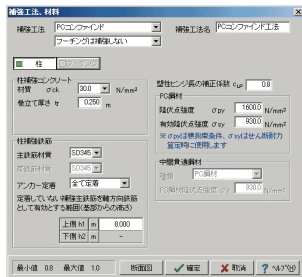 補強工法、材料
補強工法 PCコンファインド
補強工法名 PCコンファインド工法
フーチングは補強しない
柱
柱補強コンクリート
材質 σck 30.0 N/mm²
巻立て厚さ tr 0.250 m
塑性ヒンジ長の補正係数 cLP 0.8
PC鋼材
降伏点強度 σpy 1600.0 N/mm²
有効降伏強度 σsy 930.0 N/mm²
※σpyは横拘束条件、σsyはせん断耐力算定時に使用します
柱補強鉄筋
主鉄筋材質 SD345
帯鉄筋材質 SD345
アンカー定着 全て定着
定着していない補強主鉄筋を軸方向鉄筋
として有効とする範囲(基部からの高さ)
上側 h1 m 8.000
下側 h2 m -
中間貫通鋼材
種類 PC鋼材
PC鋼材降伏点強度 σsy 930.0 N/mm²
最小値 0.8 最大値 1.0
断面図
確定
取消
? ヘルプ(H)